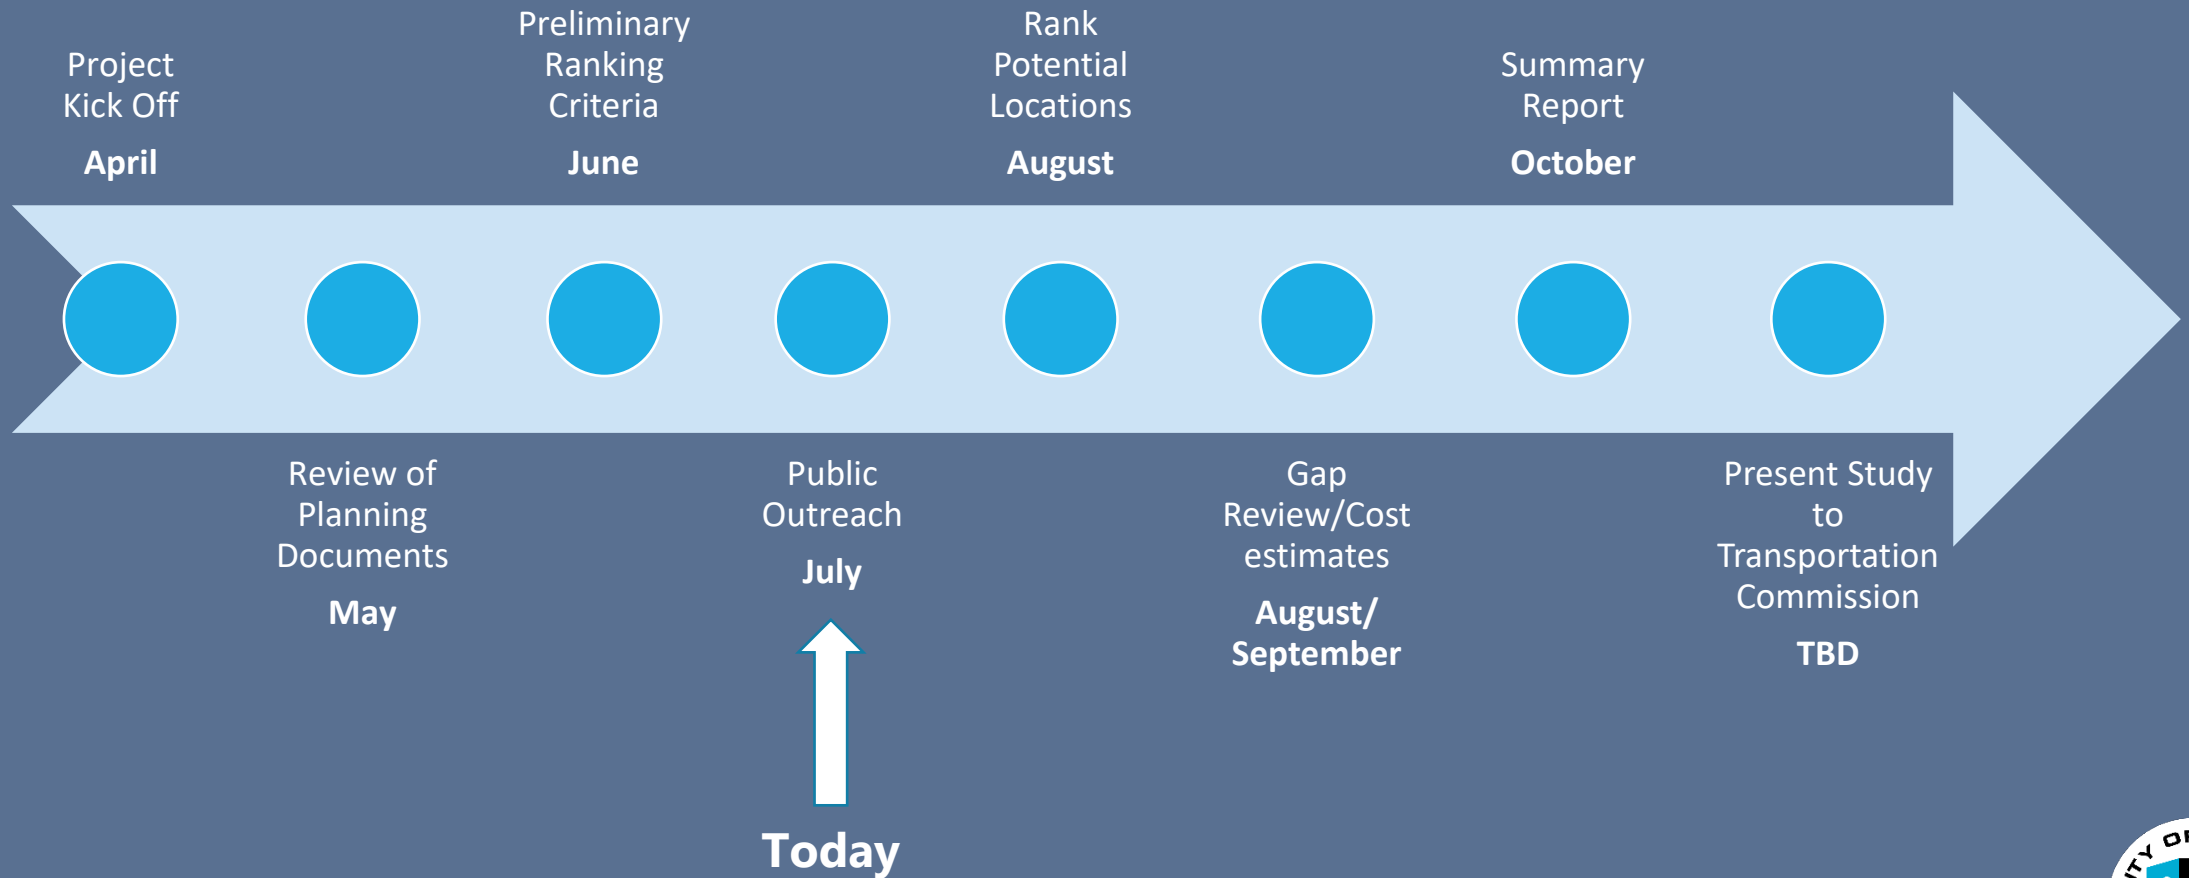 Project
Kick Off
April
Preliminary
Ranking
Criteria
June
Rank
Potential
Locations
August
Summary
Report
October
Review of
Planning
Documents
May
Public
Outreach
July
Gap
Review/Cost
estimates
August/
September
Present Study
to
Transportation
Commission
TBD
Today